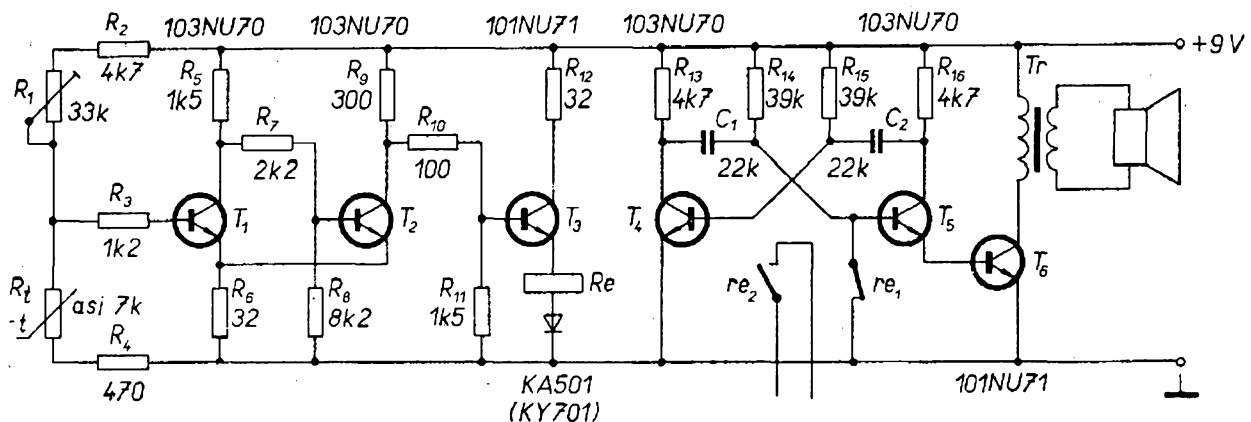 103NU70
103NU70
101NU71
103NU70
103NU70
+9 V
R2
4k7
R1
33k
R5
1k5
R9
300
R12
32
R13
4k7
R14
39k
R15
39k
R16
4k7
Tr
R7
2k2
R10
100
C1
22k
C2
22k
R3
1k2
T1
T2
T3
T4
T5
T6
Rt
-t
asi 7k
R4
470
R6
32
R8
8k2
R11
1k5
Re
re2
re1
KA501
(KY701)
101NU71